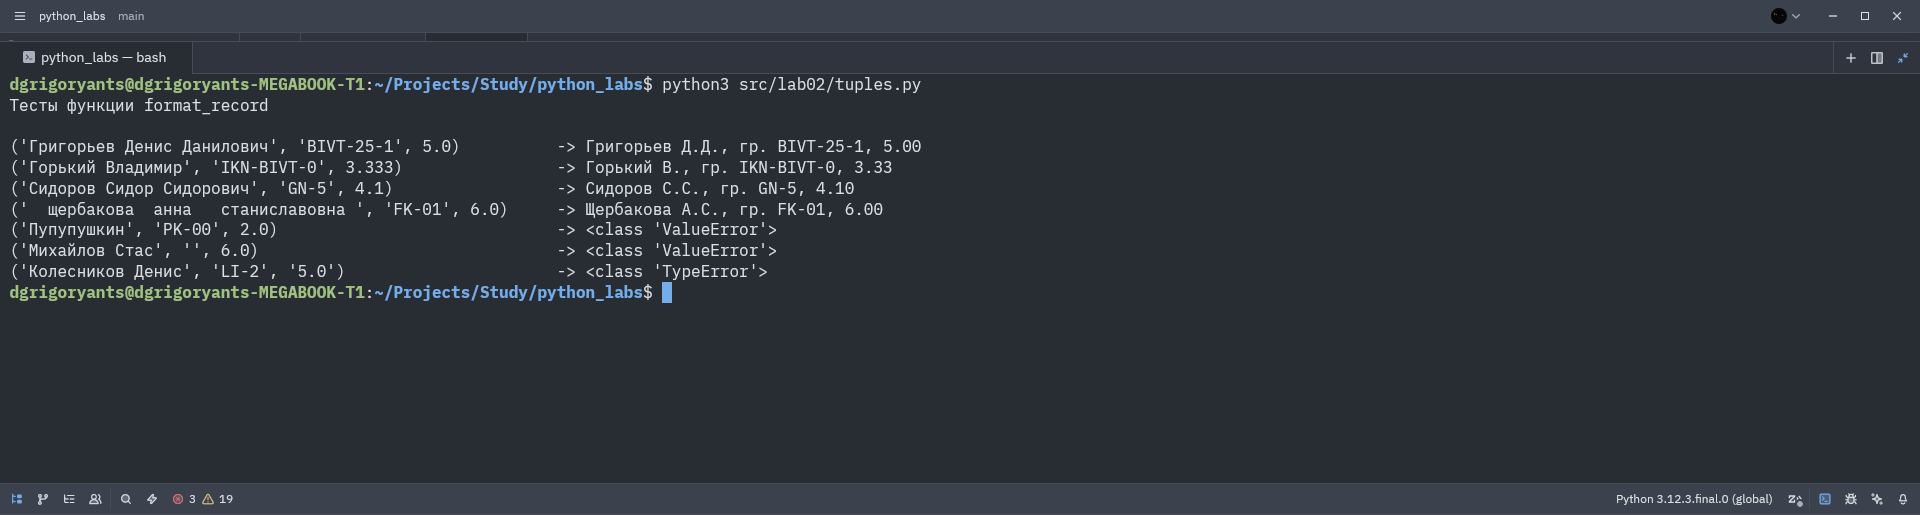 python_labs main
python_labs — bash
dgrigoryants@dgrigoryants-MEGABOOK-T1:~/Projects/Study/python_labs$ python3 src/lab02/tuples.py
Тесты функции format_record
('Григорьев Денис Данилович', 'BIVT-25-1', 5.0) -> Григорьев Д.Д., гр. BIVT-25-1, 5.00
('Горький Владимир', 'IKN-BIVT-0', 3.333) -> Горький В., гр. IKN-BIVT-0, 3.33
('Сидоров Сидор Сидорович', 'GN-5', 4.1) -> Сидоров С.С., гр. GN-5, 4.10
('  щербакова  анна   станиславовна ', 'FK-01', 6.0) -> Щербакова А.С., гр. FK-01, 6.00
('Пупупушкин', 'PK-00', 2.0) -> <class 'ValueError'>
('Михайлов Стас', '', 6.0) -> <class 'ValueError'>
('Колесников Денис', 'LI-2', '5.0') -> <class 'TypeError'>
dgrigoryants@dgrigoryants-MEGABOOK-T1:~/Projects/Study/python_labs$
3 19 Python 3.12.3.final.0 (global)